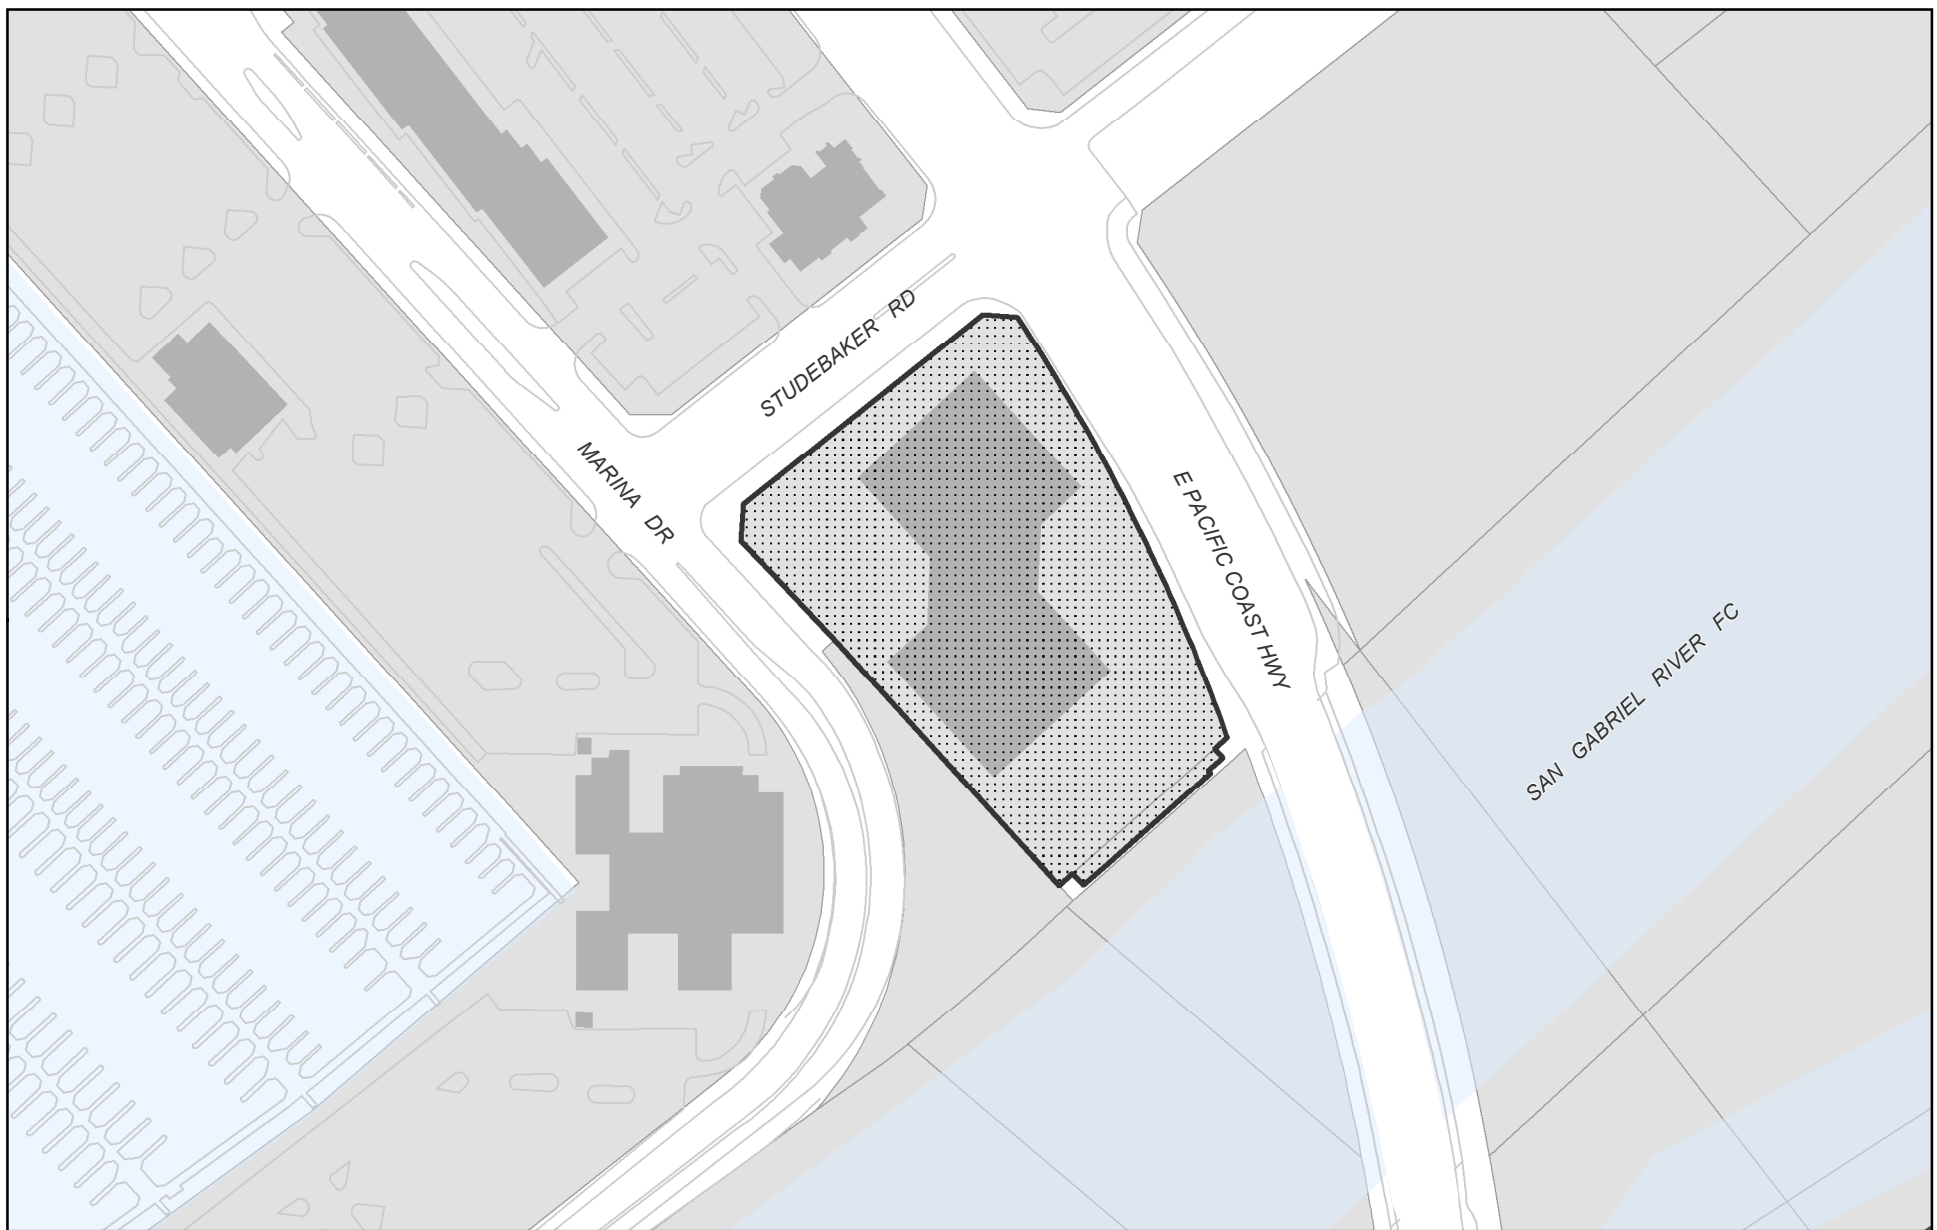 STUDEBAKER RD
MARINA DR
E PACIFIC COAST HWY
SAN GABRIEL RIVER FC